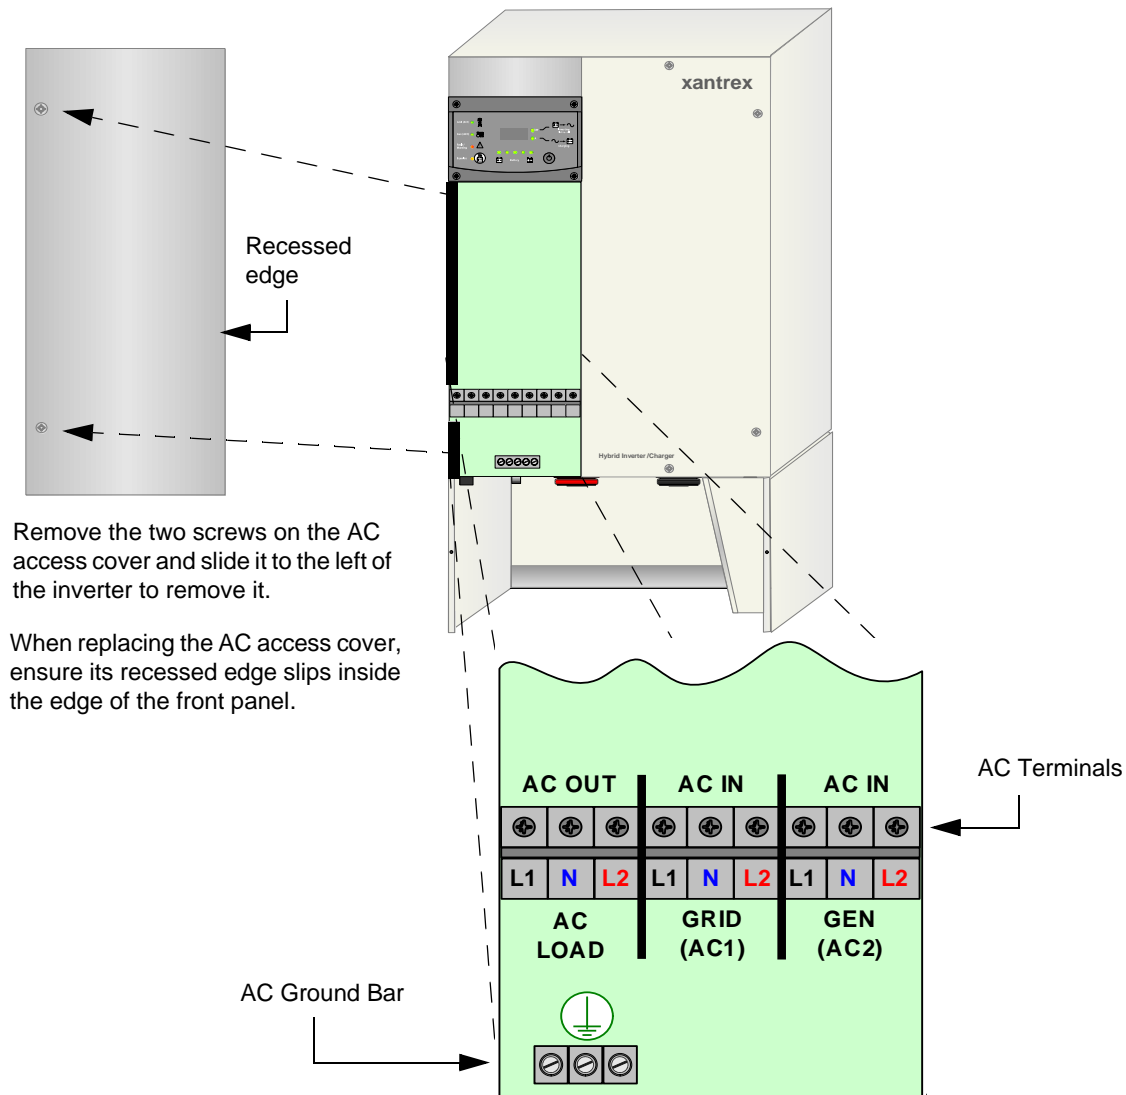 xantrex
Recessed
edge
Hybrid Inverter /Charger
Remove the two screws on the AC
access cover and slide it to the left of
the inverter to remove it.
When replacing the AC access cover,
ensure its recessed edge slips inside
the edge of the front panel.
AC OUT AC IN AC IN
AC Terminals
L1 N L2 L1 N L2 L1 N L2
AC LOAD
GRID (AC1)
GEN (AC2)
AC Ground Bar